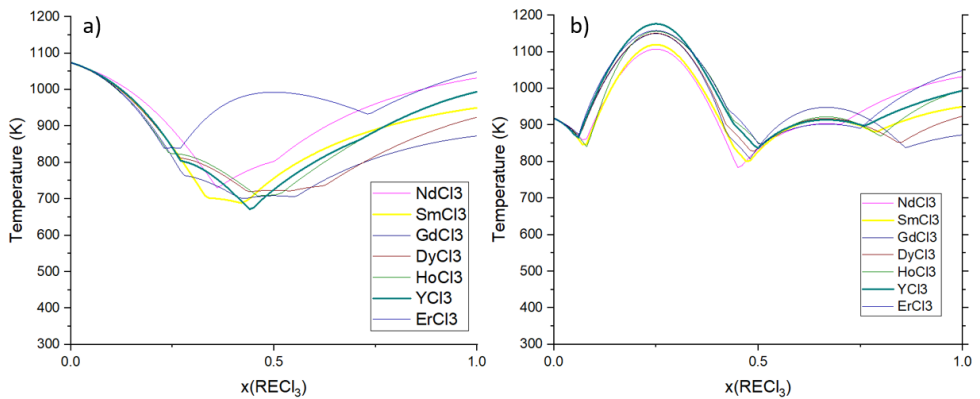 a)
1200
1100
1000
900
800
700
600
500
400
300
Temperature (K)
0.0
0.5
1.0
x(RECl₃)
NdCl3
SmCl3
GdCl3
DyCl3
HoCl3
YCl3
ErCl3
b)
1200
1100
1000
900
800
700
600
500
400
300
Temperature (K)
0.0
0.5
1.0
x(RECl₃)
NdCl3
SmCl3
GdCl3
DyCl3
HoCl3
YCl3
ErCl3